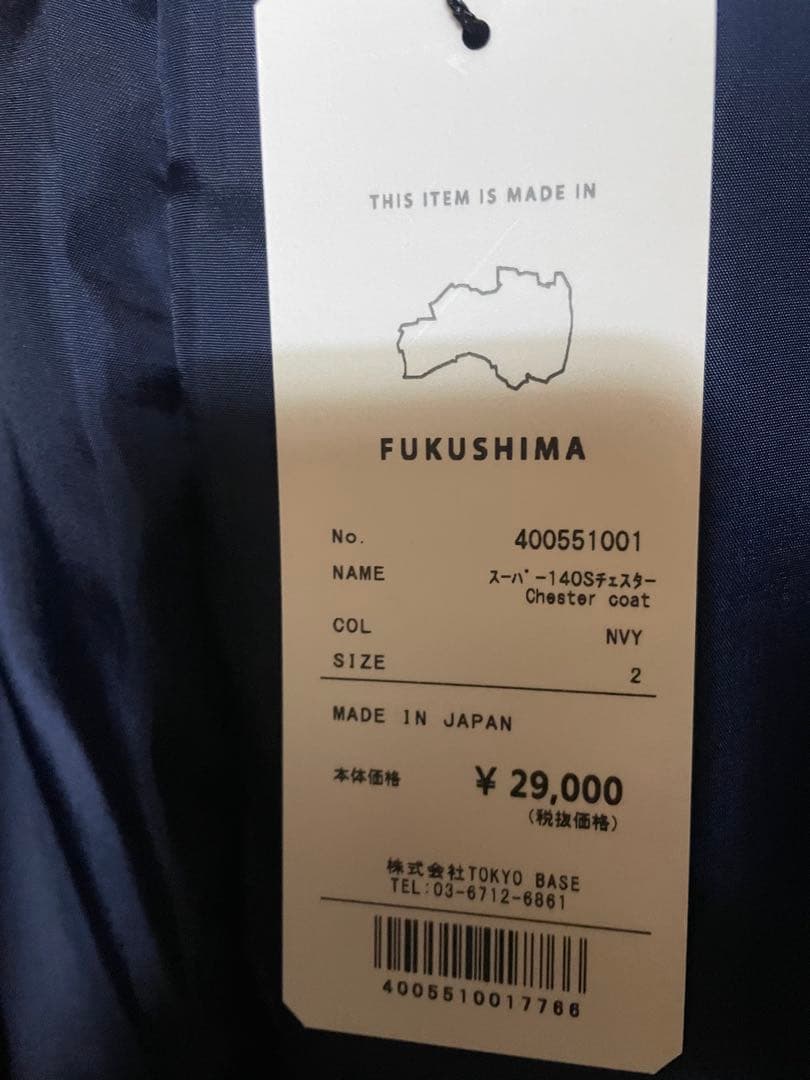 THIS ITEM IS MADE IN
FUKUSHIMA
No. 400551001
NAME ｽｰﾊﾟｰ140Sﾁｪｽﾀｰ
Chester coat
COL NVY
SIZE 2
MADE IN JAPAN
本体価格 ¥ 29,000
(税抜価格)
株式会社TOKYO BASE
TEL:03-6712-6861
4005510017766